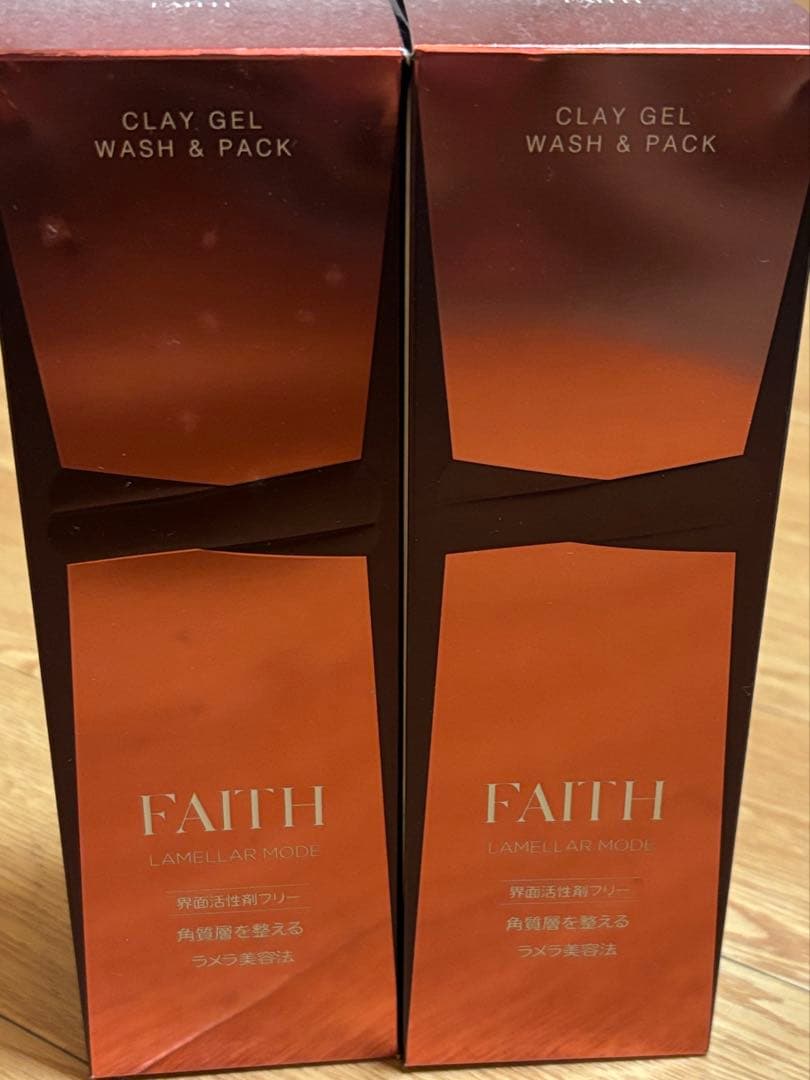 CLAY GEL
WASH & PACK
FAITH
LAMELLAR MODE
界面活性剤フリー
角質層を整える
ラメラ美容法
CLAY GEL
WASH & PACK
FAITH
LAMELLAR MODE
界面活性剤フリー
角質層を整える
ラメラ美容法